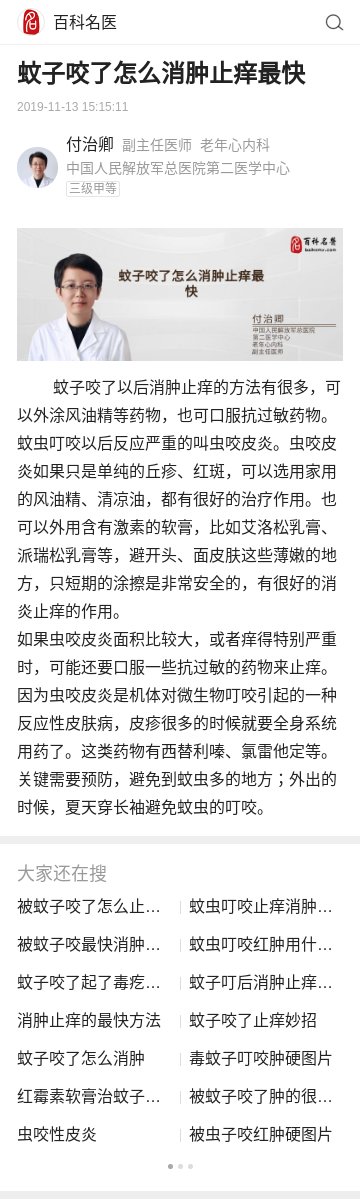 百科名医
蚊子咬了怎么消肿止痒最快
2019-11-13 15:15:11
付治卿 副主任医师 老年心内科
中国人民解放军总医院第二医学中心
三级甲等
百科名医
baikemy.com
蚊子咬了怎么消肿止痒最
快
付治卿
中国人民解放军总医院
第二医学中心
老年心内科
副主任医师
蚊子咬了以后消肿止痒的方法有很多，可
以外涂风油精等药物，也可口服抗过敏药物。
蚊虫叮咬以后反应严重的叫虫咬皮炎。虫咬皮
炎如果只是单纯的丘疹、红斑，可以选用家用
的风油精、清凉油，都有很好的治疗作用。也
可以外用含有激素的软膏，比如艾洛松乳膏、
派瑞松乳膏等，避开头、面皮肤这些薄嫩的地
方，只短期的涂擦是非常安全的，有很好的消
炎止痒的作用。
如果虫咬皮炎面积比较大，或者痒得特别严重
时，可能还要口服一些抗过敏的药物来止痒。
因为虫咬皮炎是机体对微生物叮咬引起的一种
反应性皮肤病，皮疹很多的时候就要全身系统
用药了。这类药物有西替利嗪、氯雷他定等。
关键需要预防，避免到蚊虫多的地方；外出的
时候，夏天穿长袖避免蚊虫的叮咬。
大家还在搜
被蚊子咬了怎么止… 蚊虫叮咬止痒消肿…
被蚊子咬最快消肿… 蚊虫叮咬红肿用什…
蚊子咬了起了毒疙… 蚊子叮后消肿止痒…
消肿止痒的最快方法 蚊子咬了止痒妙招
蚊子咬了怎么消肿 毒蚊子叮咬肿硬图片
红霉素软膏治蚊子… 被蚊子咬了肿的很…
虫咬性皮炎 被虫子咬红肿硬图片